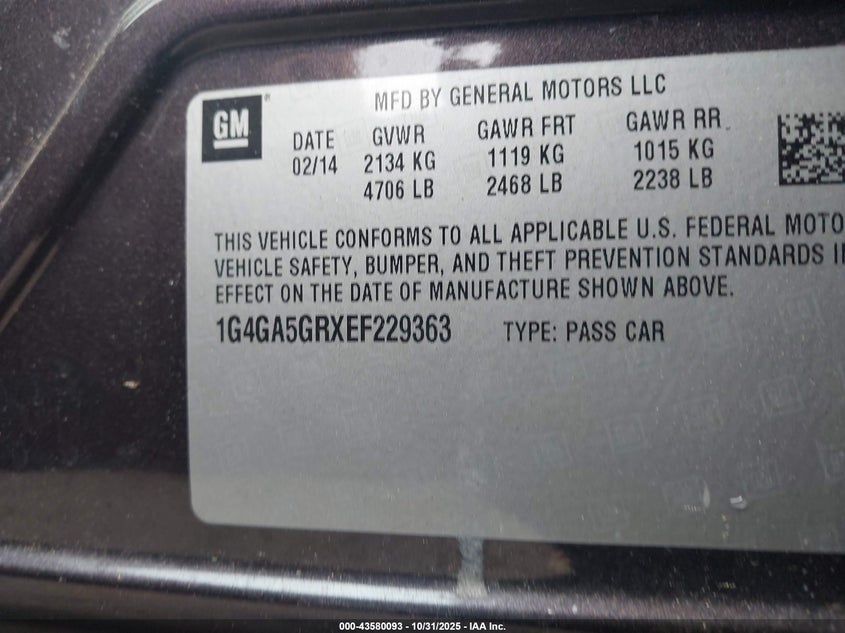 GM
MFD BY GENERAL MOTORS LLC
DATE GVWR GAWR FRT GAWR RR
02/14 2134 KG 1119 KG 1015 KG
4706 LB 2468 LB 2238 LB
THIS VEHICLE CONFORMS TO ALL APPLICABLE U.S. FEDERAL MOTO
VEHICLE SAFETY, BUMPER, AND THEFT PREVENTION STANDARDS IN
EFFECT ON THE DATE OF MANUFACTURE SHOWN ABOVE.
1G4GA5GRXEF229363 TYPE: PASS CAR
000-43580093 - 10/31/2025 - IAA Inc.